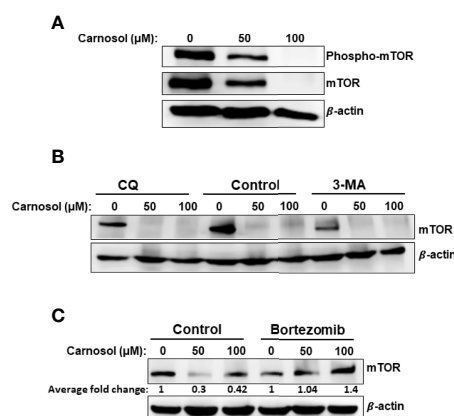 A
Carnosol (µM): 0 50 100
Phospho-mTOR
mTOR
β-actin
B
CQ Control 3-MA
Carnosol (µM): 0 50 100 0 50 100 0 50 100
mTOR
β-actin
C
Control Bortezomib
Carnosol (µM): 0 50 100 0 50 100
mTOR
Average fold change: 1 0.3 0.42 1 1.04 1.4
β-actin